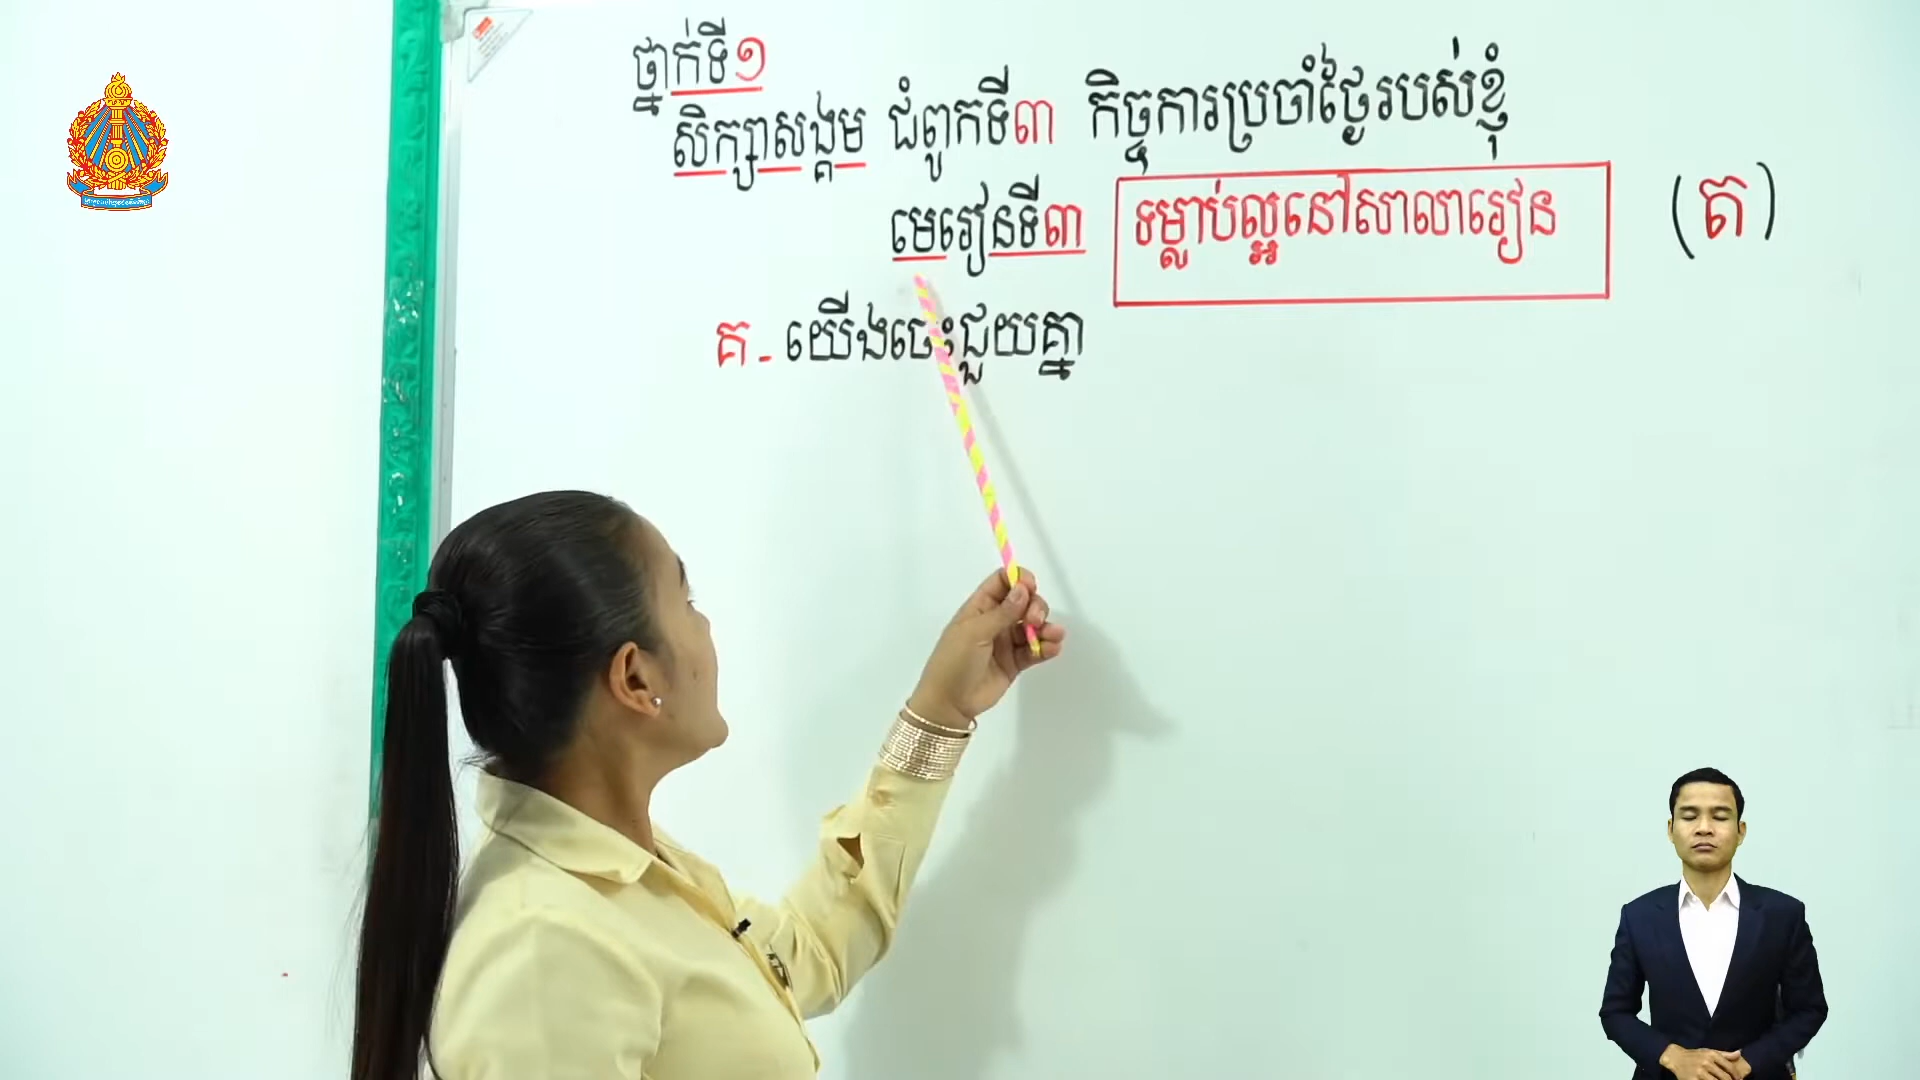 ថ្នាក់ទី១
សិក្សាសង្គម ជំពូកទី៣ កិច្ចការប្រចាំថ្ងៃរបស់ខ្ញុំ
មេរៀនទី៣ ទម្លាប់ល្អនៅសាលារៀន (គ)
គ- យើងចេះជួយគ្នា